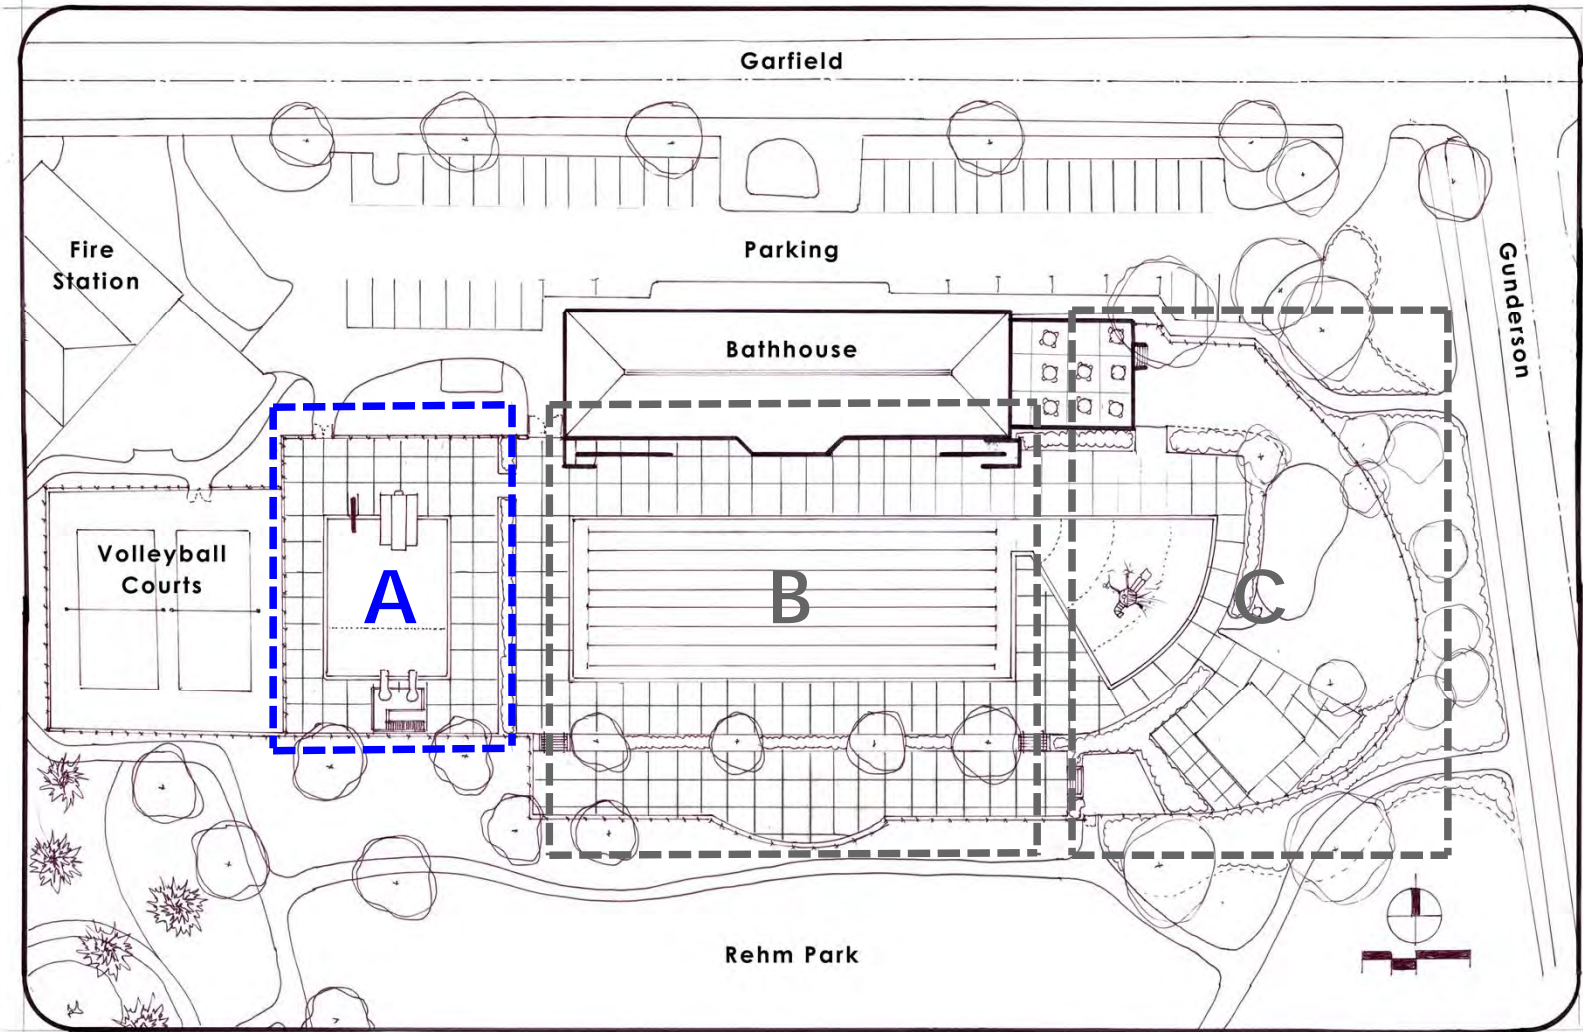 Garfield
Parking
Fire
Station
Gunderson
Bathhouse
Volleyball
Courts
A
B
C
Rehm Park